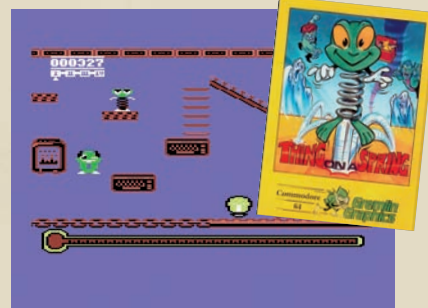 000327
THING
ON A
SPRING
Commodore
64
Gremlin
Graphics